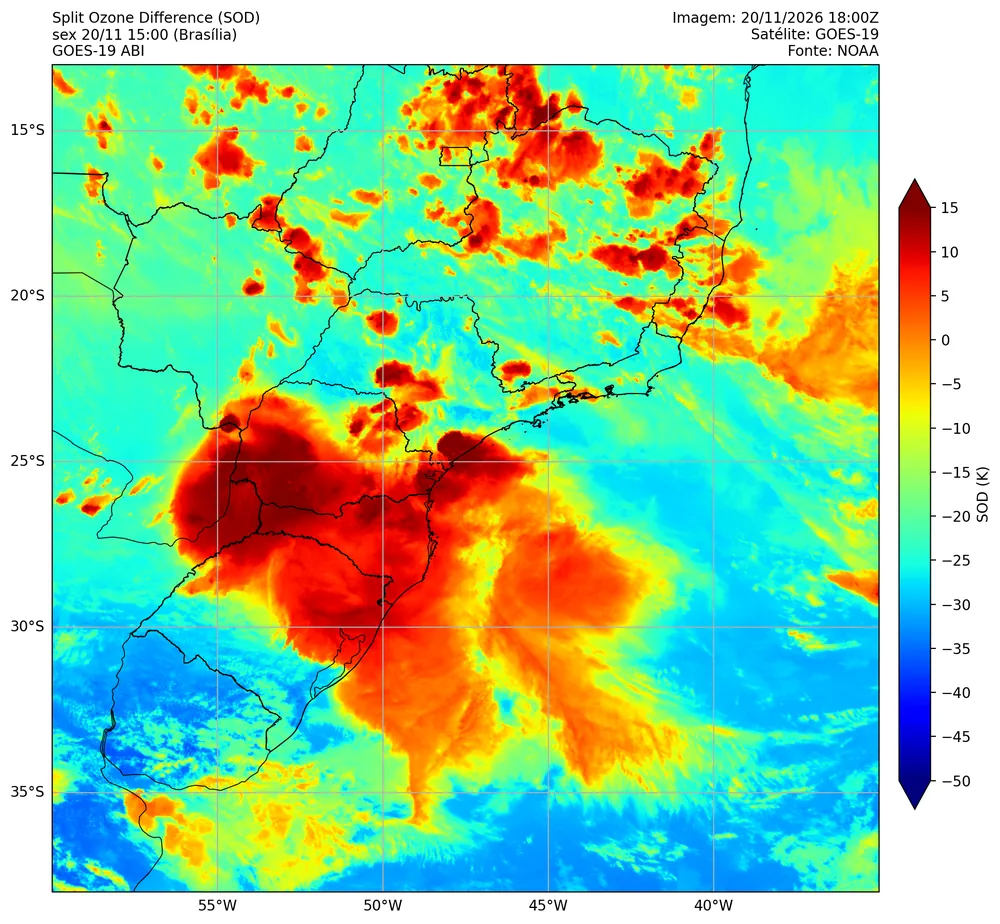 Split Ozone Difference (SOD)
sex 20/11 15:00 (Brasília)
GOES-19 ABI
Imagem: 20/11/2026 18:00Z
Satélite: GOES-19
Fonte: NOAA
15°S
20°S
25°S
30°S
35°S
55°W
50°W
45°W
40°W
15
10
5
0
−5
−10
−15
−20
−25
−30
−35
−40
−45
−50
SOD (K)